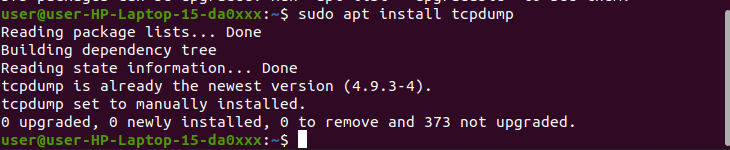 user@user-HP-Laptop-15-da0xxx:~$ sudo apt install tcpdump
Reading package lists... Done
Building dependency tree
Reading state information... Done
tcpdump is already the newest version (4.9.3-4).
tcpdump set to manually installed.
0 upgraded, 0 newly installed, 0 to remove and 373 not upgraded.
user@user-HP-Laptop-15-da0xxx:~$